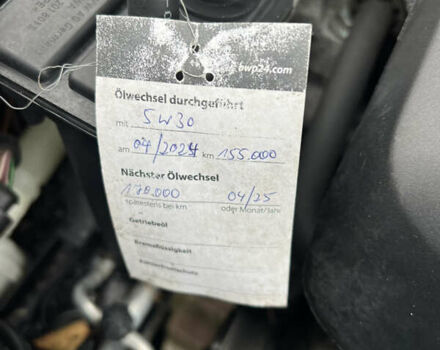 bwp24.com
Ölwechsel durchgeführt
mit 5W30
am 04/2024 km 155.000
Nächster Ölwechsel
170.000 04/25
spätestens bei km oder Monat/Jahr
Getriebeöl
Bremsflüssigkeit